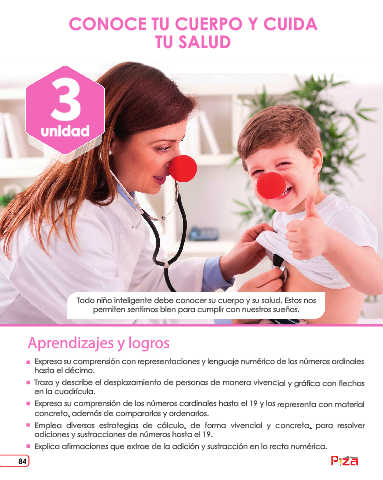 CONOCE TU CUERPO Y CUIDA
TU SALUD
3
unidad
Todo niño inteligente debe conocer su cuerpo y su salud. Estos nos
permiten sentirnos bien para cumplir con nuestros sueños.
Aprendizajes y logros
Expresa su comprensión con representaciones y lenguaje numérico de los números ordinales
hasta el décimo.
Traza y describe el desplazamiento de personas de manera vivencial y gráfica con flechas
en la cuadrícula.
Expresa su comprensión de los números cardinales hasta el 19 y los representa con material
concreto, además de compararlos y ordenarlos.
Emplea diversas estrategias de cálculo, de forma vivencial y concreta, para resolver
adiciones y sustracciones de números hasta el 19.
Explica afirmaciones que extrae de la adición y sustracción en la recta numérica.
84